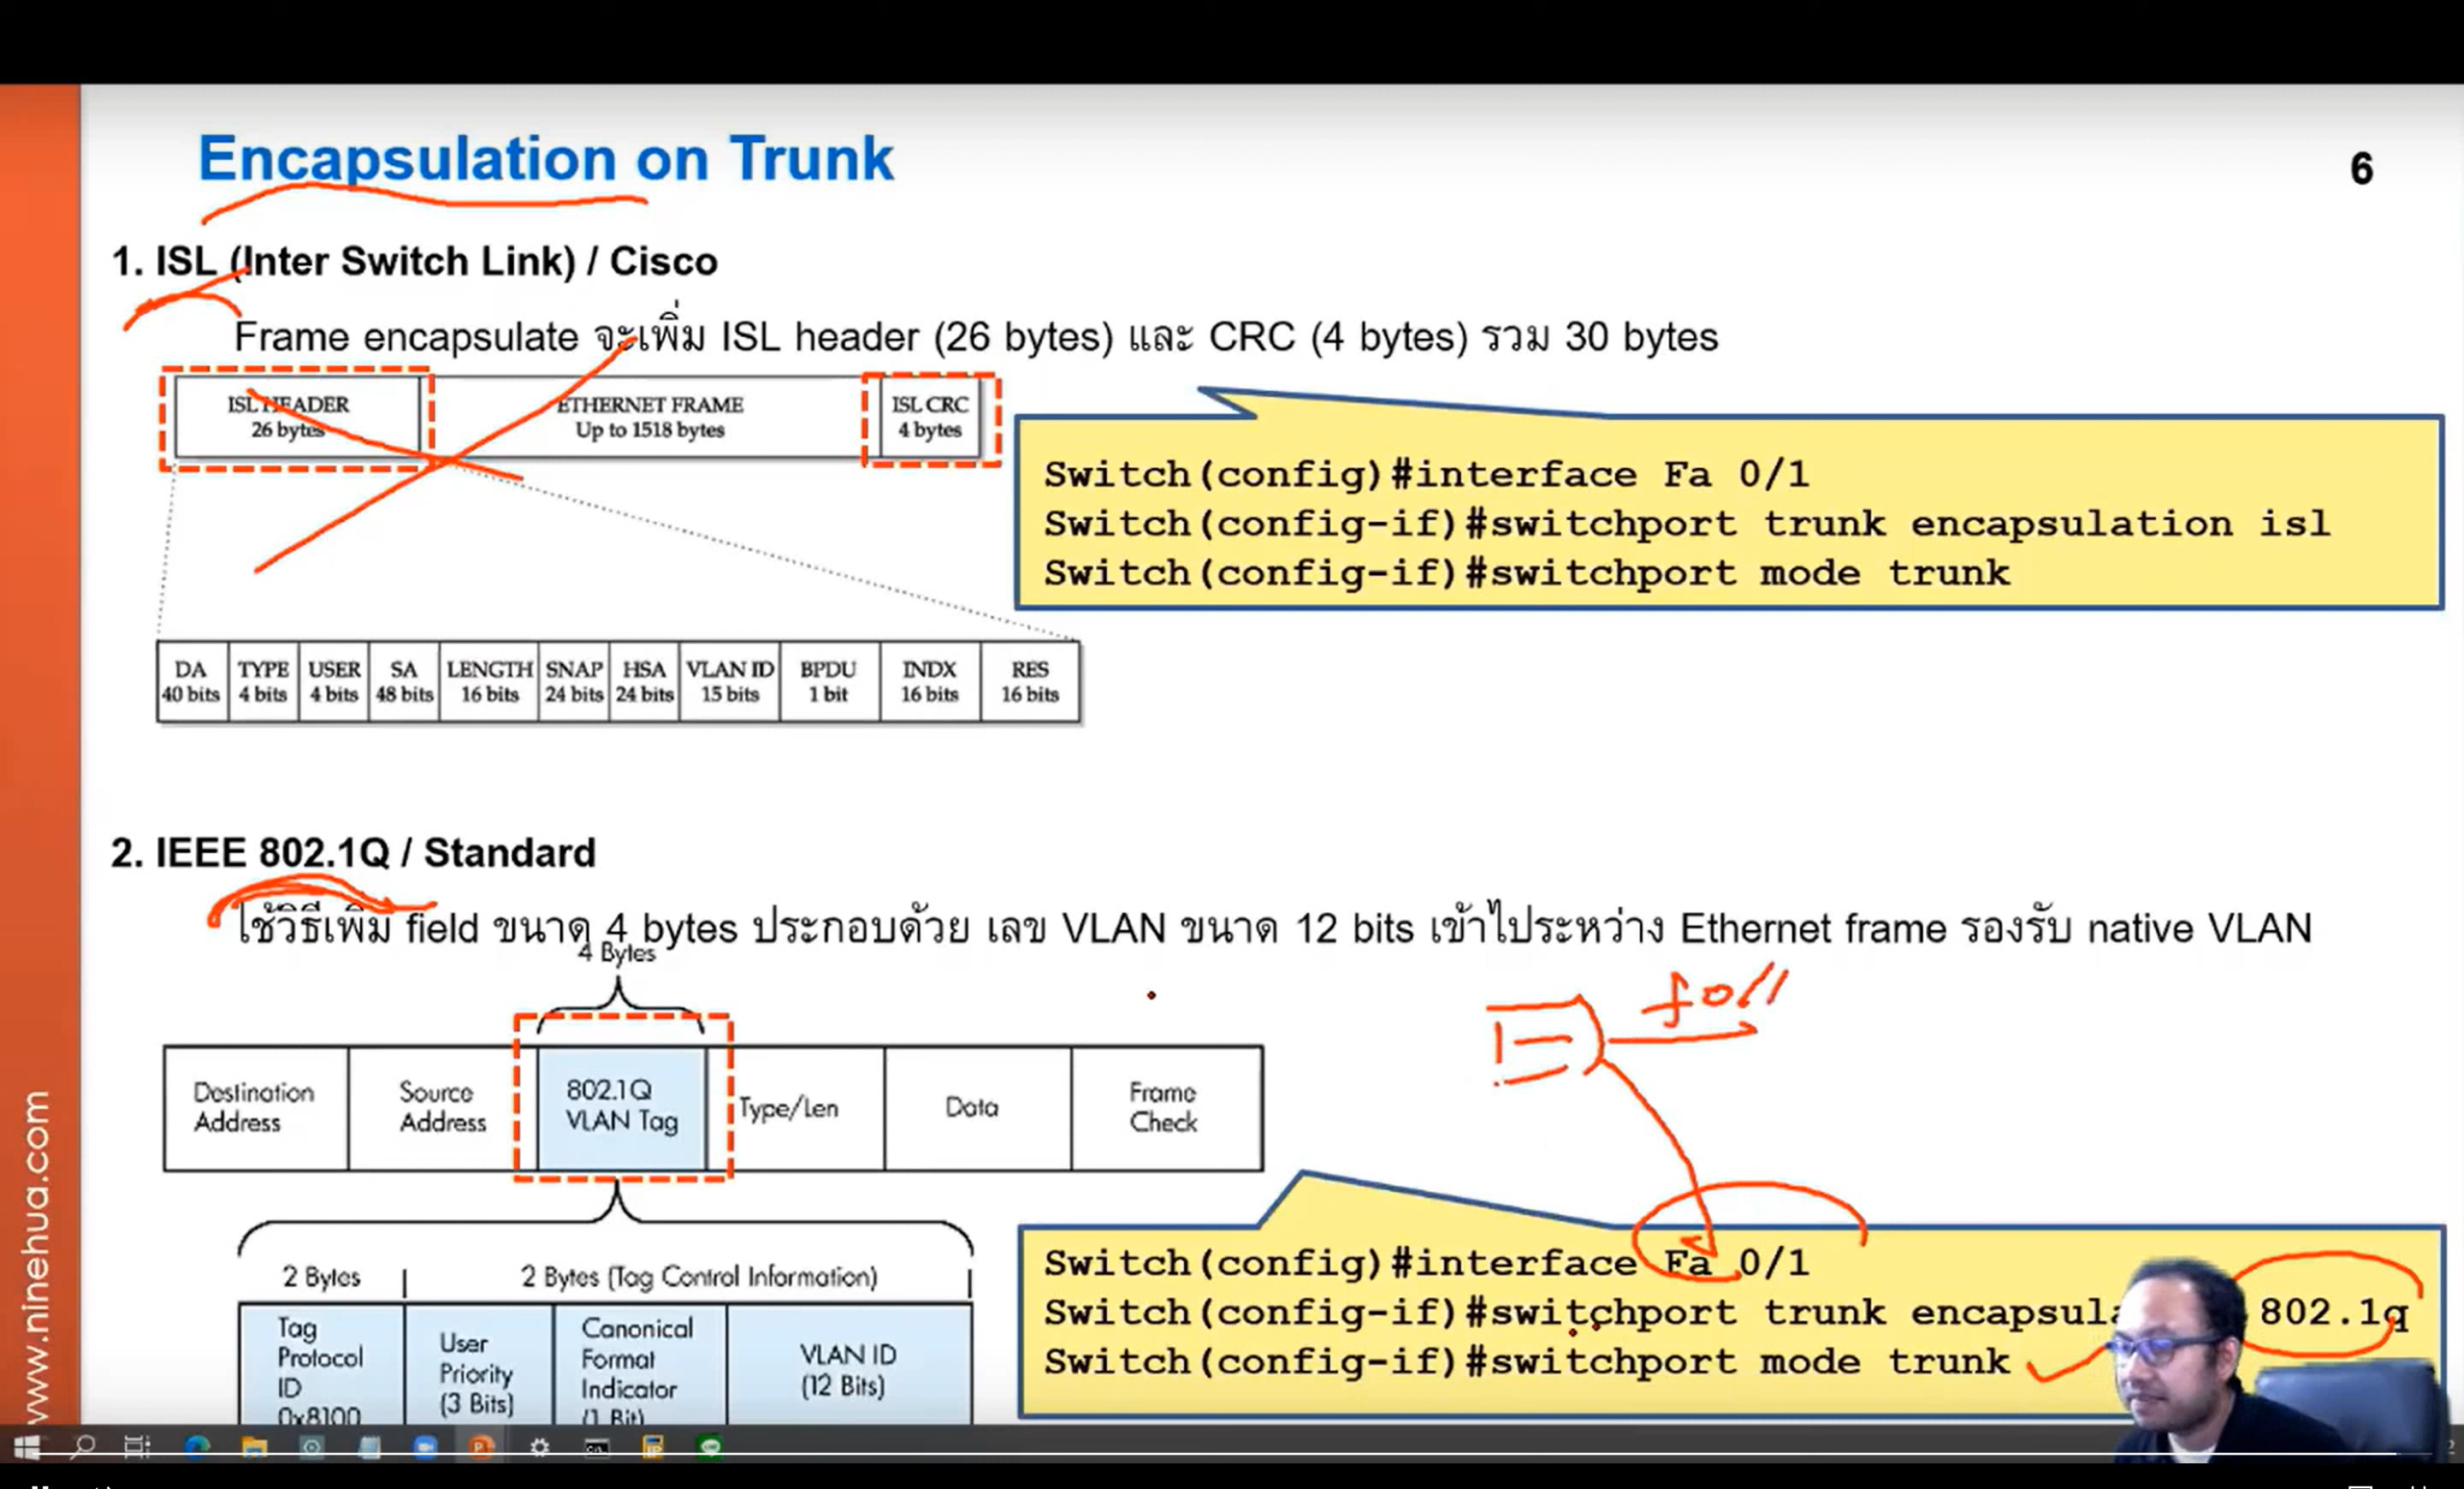 Encapsulation on Trunk
6
1. ISL (Inter Switch Link) / Cisco
Frame encapsulate จะเพิ่ม ISL header (26 bytes) และ CRC (4 bytes) รวม 30 bytes
ISL HEADER
26 bytes
ETHERNET FRAME
Up to 1518 bytes
ISL CRC
4 bytes
Switch(config)#interface Fa 0/1
Switch(config-if)#switchport trunk encapsulation isl
Switch(config-if)#switchport mode trunk
DA
40 bits
TYPE
4 bits
USER
4 bits
SA
48 bits
LENGTH
16 bits
SNAP
24 bits
HSA
24 bits
VLAN ID
15 bits
BPDU
1 bit
INDX
16 bits
RES
16 bits
2. IEEE 802.1Q / Standard
ใช้วิธีเพิ่ม field ขนาด 4 bytes ประกอบด้วย เลข VLAN ขนาด 12 bits เข้าไประหว่าง Ethernet frame รองรับ native VLAN
4 Bytes
Destination
Address
Source
Address
802.1Q
VLAN Tag
Type/Len
Data
Frame
Check
2 Bytes
2 Bytes (Tag Control Information)
Tag
Protocol
ID
0x8100
User
Priority
(3 Bits)
Canonical
Format
Indicator
(1 Bit)
VLAN ID
(12 Bits)
Switch(config)#interface Fa 0/1
Switch(config-if)#switchport trunk encapsula 802.1q
Switch(config-if)#switchport mode trunk
www.ninehua.com